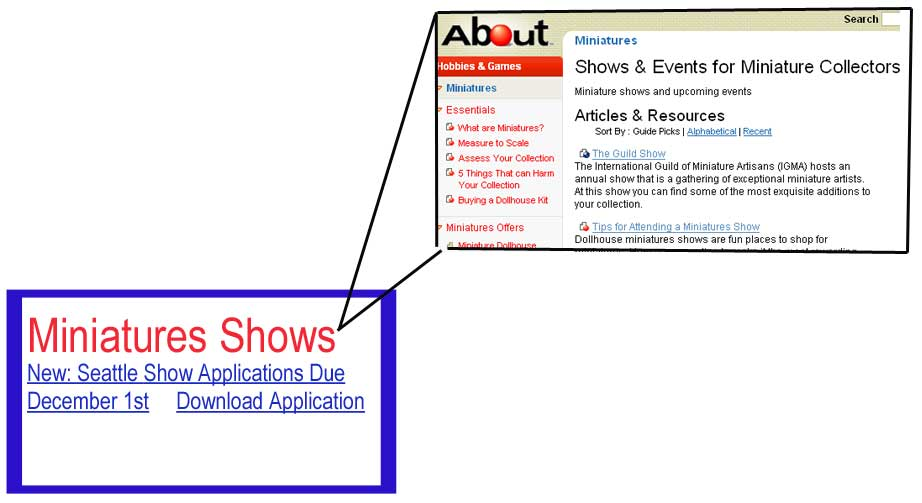 About
Search
Hobbies & Games
Miniatures
Essentials
What are Miniatures?
Measure to Scale
Assess Your Collection
5 Things That can Harm
Your Collection
Buying a Dollhouse Kit
Miniatures Offers
Miniature Dollhouse
Miniatures
Shows & Events for Miniature Collectors
Miniature shows and upcoming events
Articles & Resources
Sort By : Guide Picks | Alphabetical | Recent
The Guild Show
The International Guild of Miniature Artisans (IGMA) hosts an
annual show that is a gathering of exceptional miniature artists.
At this show you can find some of the most exquisite additions to
your collection.
Tips for Attending a Miniatures Show
Dollhouse miniatures shows are fun places to shop for
Miniatures Shows
New: Seattle Show Applications Due
December 1st Download Application